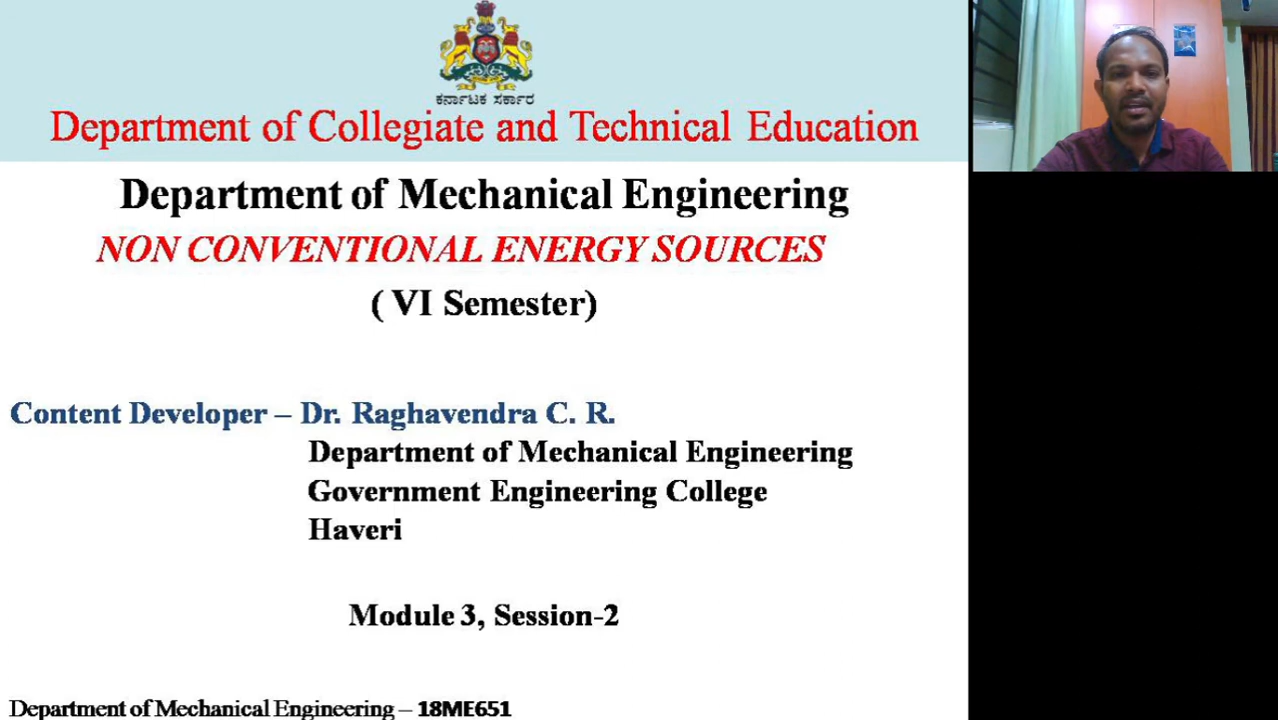 ಕರ್ನಾಟಕ ಸರ್ಕಾರ
Department of Collegiate and Technical Education
Department of Mechanical Engineering
NON CONVENTIONAL ENERGY SOURCES
( VI Semester)
Content Developer – Dr. Raghavendra C. R.
Department of Mechanical Engineering
Government Engineering College
Haveri
Module 3, Session-2
Department of Mechanical Engineering – 18ME651